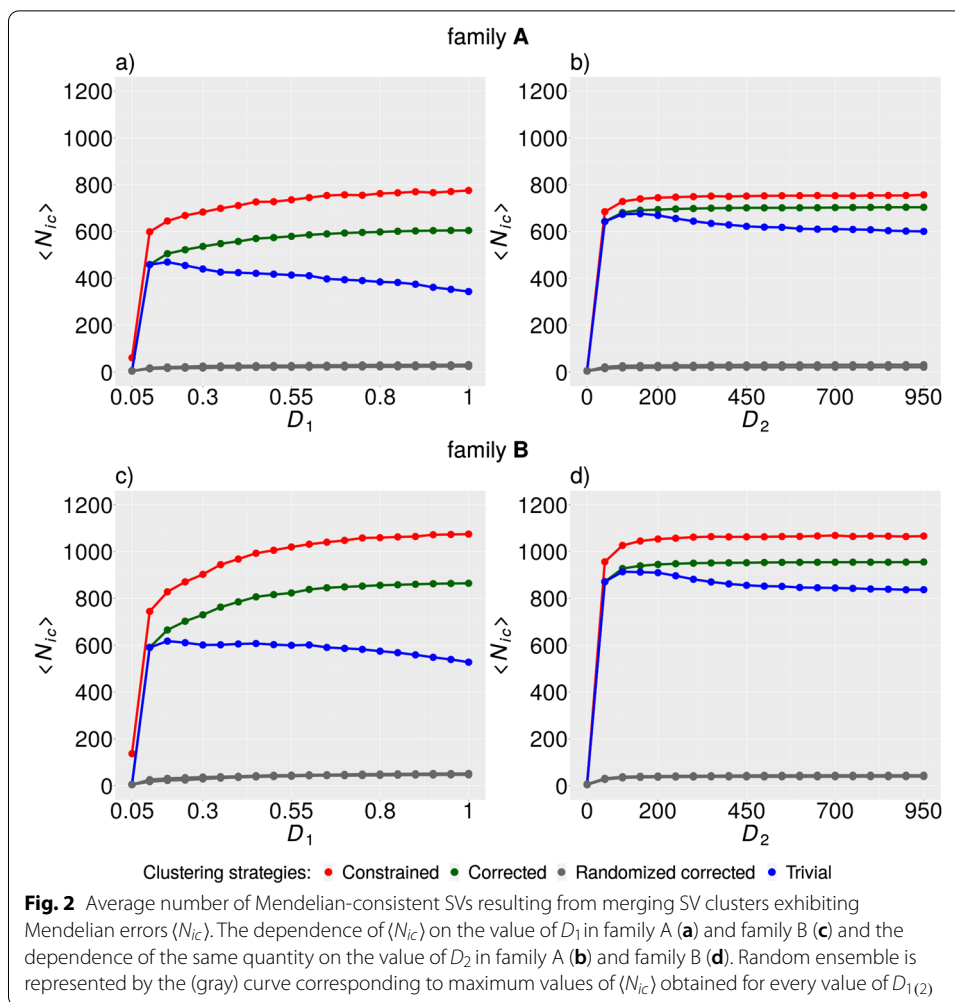 family A
a)
b)
1200
1000
800
600
400
200
0
⟨N_ic⟩
0.05 0.3 0.55 0.8 1
D_1
1200
1000
800
600
400
200
0
⟨N_ic⟩
0 200 450 700 950
D_2
family B
c)
d)
1200
1000
800
600
400
200
0
⟨N_ic⟩
0.05 0.3 0.55 0.8 1
D_1
1200
1000
800
600
400
200
0
⟨N_ic⟩
0 200 450 700 950
D_2
Clustering strategies: Constrained Corrected Randomized corrected Trivial
Fig. 2 Average number of Mendelian-consistent SVs resulting from merging SV clusters exhibiting
Mendelian errors ⟨N_ic⟩. The dependence of ⟨N_ic⟩ on the value of D_1 in family A (a) and family B (c) and the
dependence of the same quantity on the value of D_2 in family A (b) and family B (d). Random ensemble is
represented by the (gray) curve corresponding to maximum values of ⟨N_ic⟩ obtained for every value of D_1(2)